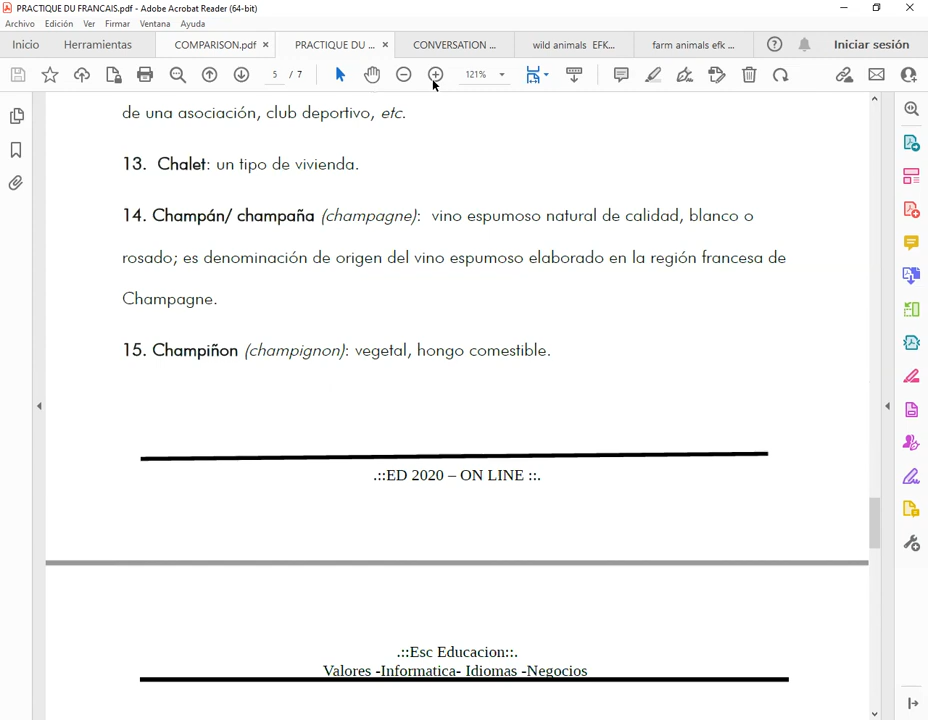 PRACTIQUE DU FRANCAIS.pdf - Adobe Acrobat Reader (64-bit)
Archivo Edición Ver Firmar Ventana Ayuda
Inicio Herramientas COMPARISON.pdf × PRACTIQUE DU ... × CONVERSATION ... wild animals EFK... farm animals efk ... Iniciar sesión
5 / 7 121%
de una asociación, club deportivo, etc.
13. Chalet: un tipo de vivienda.
14. Champán/ champaña (champagne): vino espumoso natural de calidad, blanco o
rosado; es denominación de origen del vino espumoso elaborado en la región francesa de
Champagne.
15. Champiñon (champignon): vegetal, hongo comestible.
.::ED 2020 – ON LINE ::.
.::Esc Educacion::.
Valores -Informatica- Idiomas -Negocios